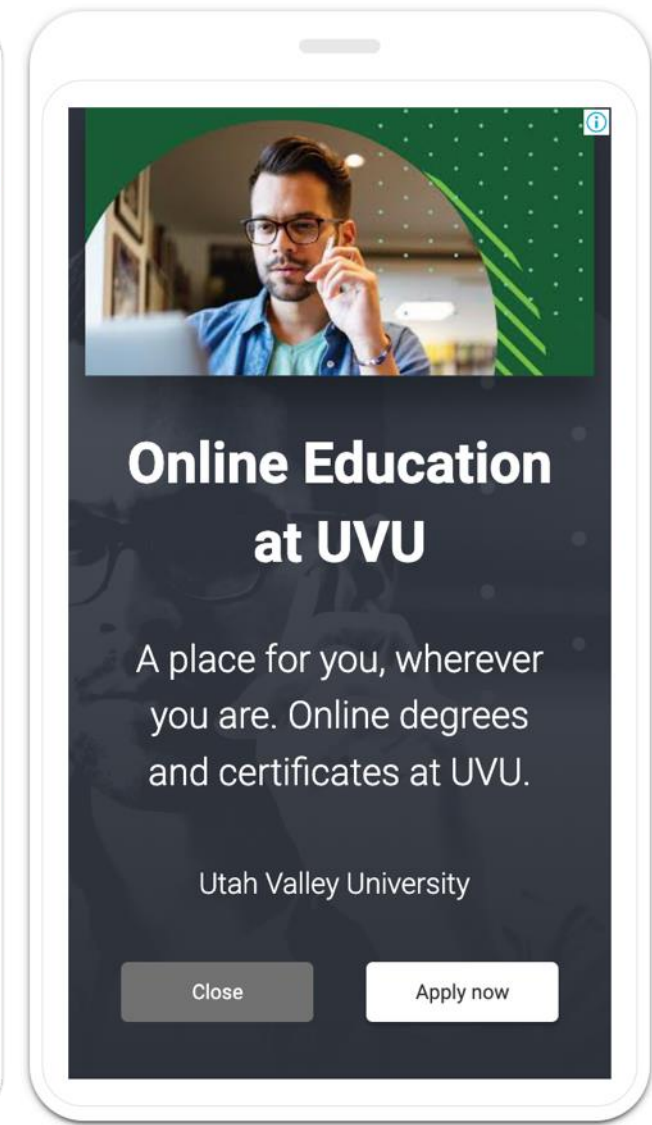 Online Education
at UVU
A place for you, wherever
you are. Online degrees
and certificates at UVU.
Utah Valley University
Close
Apply now